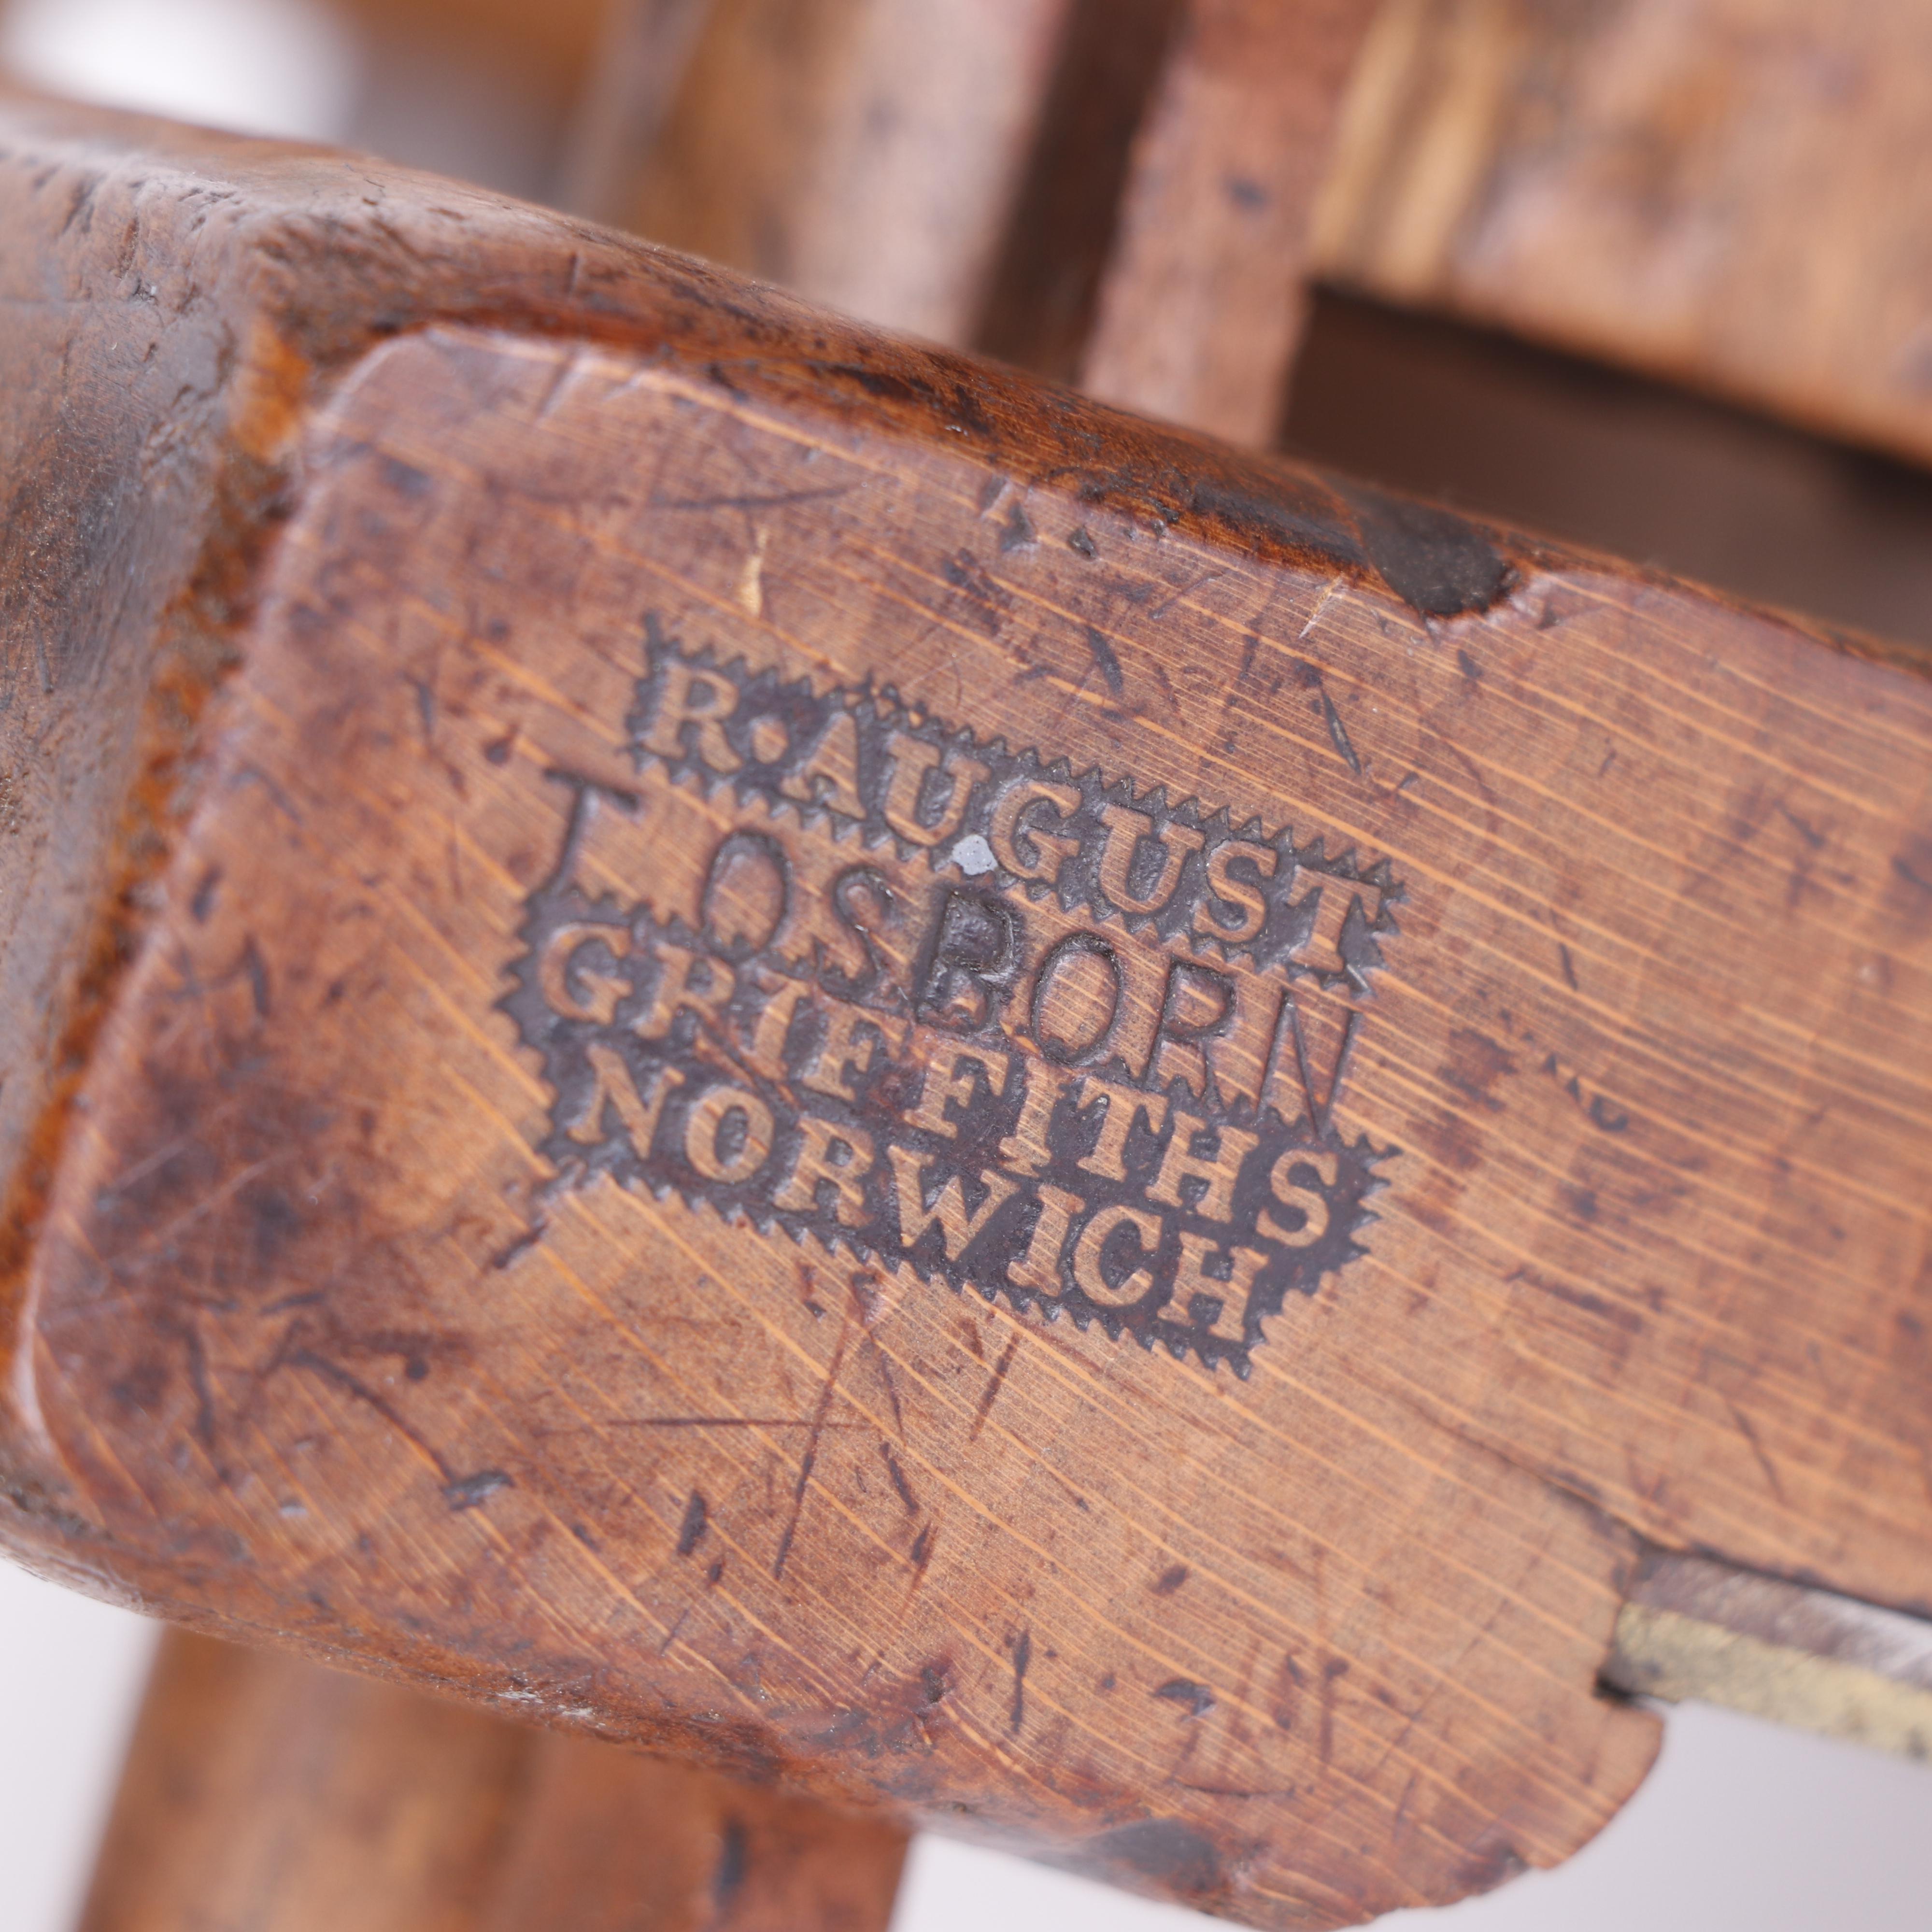 R. AUGUST
T OSBORN
GRIFFITHS
NORWICH